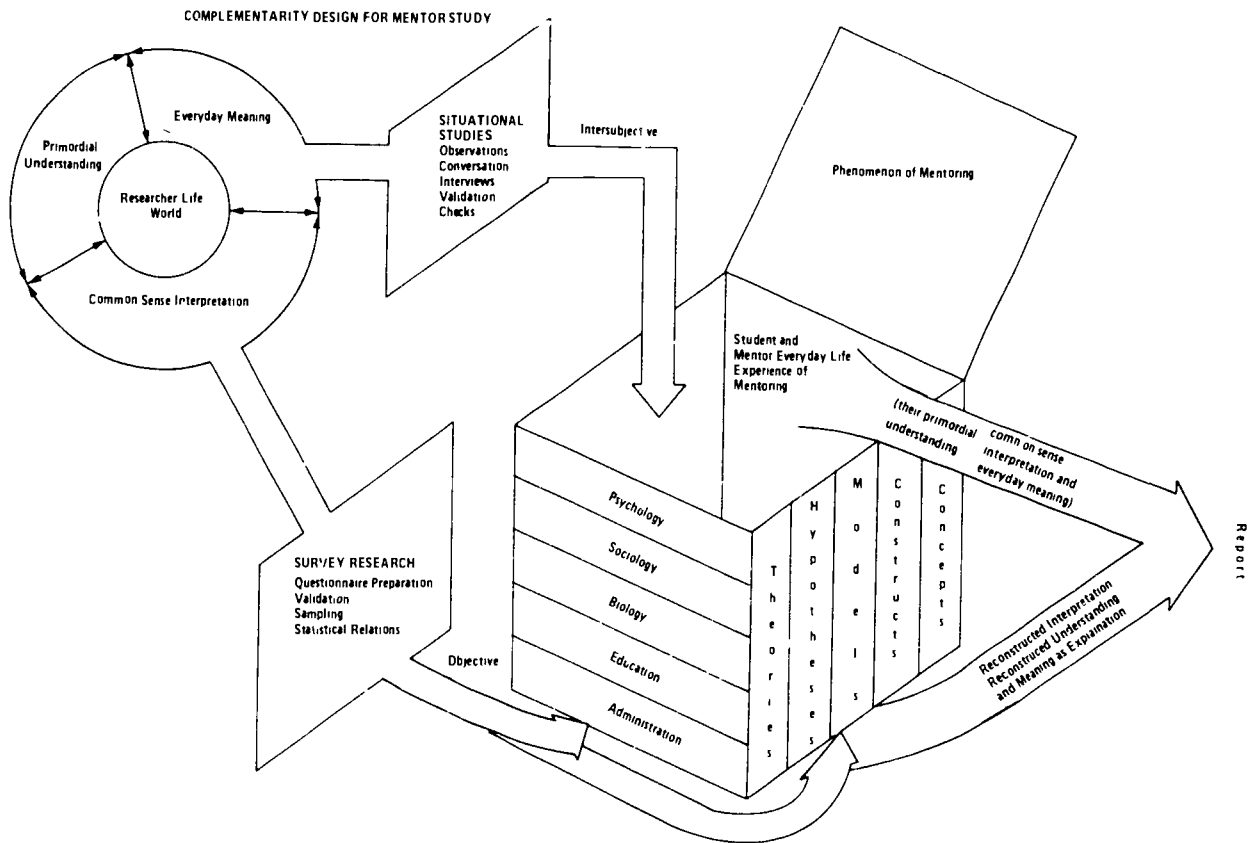 COMPLEMENTARITY DESIGN FOR MENTOR STUDY
Everyday Meaning
Primordial
Understanding
Researcher Life
World
Common Sense Interpretation
SITUATIONAL
STUDIES
Observations
Conversation
Interviews
Validation
Checks
Intersubjective
Phenomenon of Mentoring
Student and
Mentor Everyday Life
Experience of
Mentoring
(their primordial common sense
understanding interpretation and
everyday meaning)
SURVEY RESEARCH
Questionnaire Preparation
Validation
Sampling
Statistical Relations
Objective
Psychology
Sociology
Biology
Education
Administration
Theories
Hypotheses
Models
Constructs
Concepts
Reconstructed Interpretation
Reconstruced Understanding
and Meaning as Explaination
Report